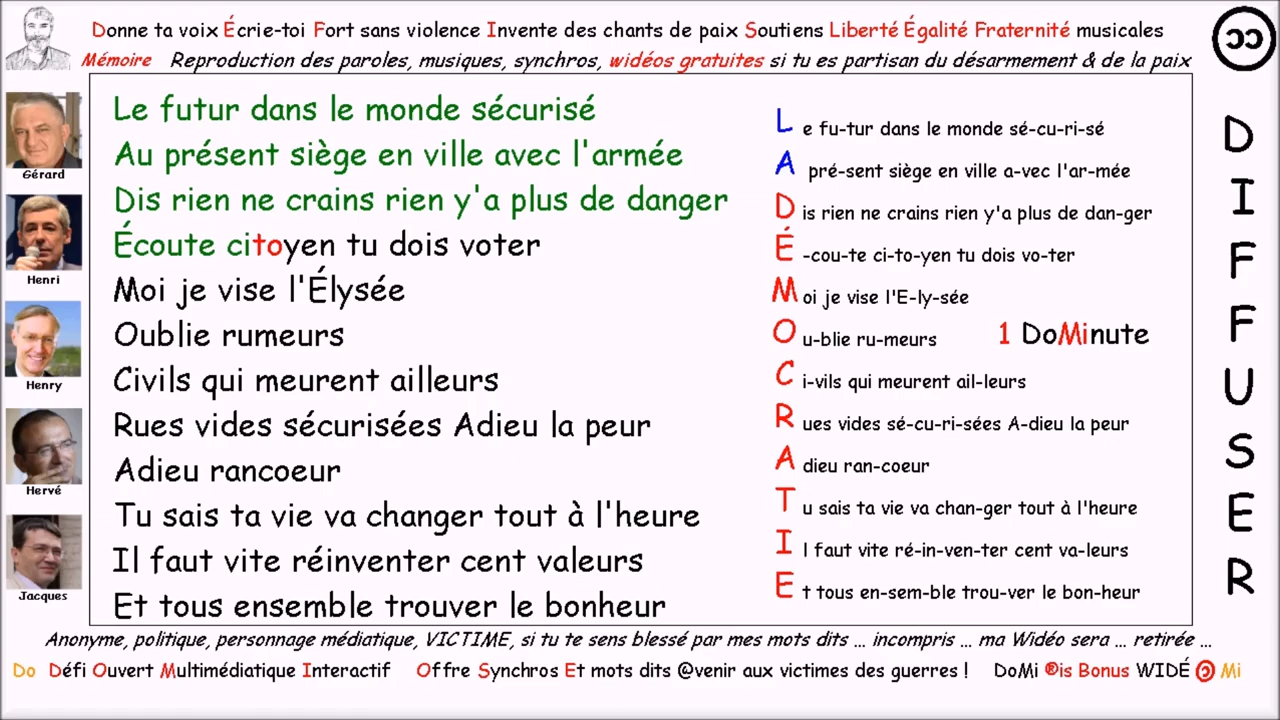 Donne ta voix Écrie-toi Fort sans violence Invente des chants de paix Soutiens Liberté Égalité Fraternité musicales
Mémoire Reproduction des paroles, musiques, synchros, widéos gratuites si tu es partisan du désarmement & de la paix
Gérard
Henri
Henry
Hervé
Jacques
Le futur dans le monde sécurisé
Au présent siège en ville avec l'armée
Dis rien ne crains rien y'a plus de danger
Écoute citoyen tu dois voter
Moi je vise l'Élysée
Oublie rumeurs
Civils qui meurent ailleurs
Rues vides sécurisées Adieu la peur
Adieu rancoeur
Tu sais ta vie va changer tout à l'heure
Il faut vite réinventer cent valeurs
Et tous ensemble trouver le bonheur
L e fu-tur dans le monde sé-cu-ri-sé
A pré-sent siège en ville a-vec l'ar-mée
D is rien ne crains rien y'a plus de dan-ger
É -cou-te ci-to-yen tu dois vo-ter
M oi je vise l'E-ly-sée
O u-blie ru-meurs
1 DoMinute
C i-vils qui meurent ail-leurs
R ues vides sé-cu-ri-sées A-dieu la peur
A dieu ran-coeur
T u sais ta vie va chan-ger tout à l'heure
I l faut vite ré-in-ven-ter cent va-leurs
E t tous en-sem-ble trou-ver le bon-heur
DIFFUSER
Anonyme, politique, personnage médiatique, VICTIME, si tu te sens blessé par mes mots dits ... incompris ... ma Widéo sera ... retirée ...
Do Défi Ouvert Multimédiatique Interactif Offre Synchros Et mots dits @venir aux victimes des guerres ! DoMi ®is Bonus WIDÉ Mi